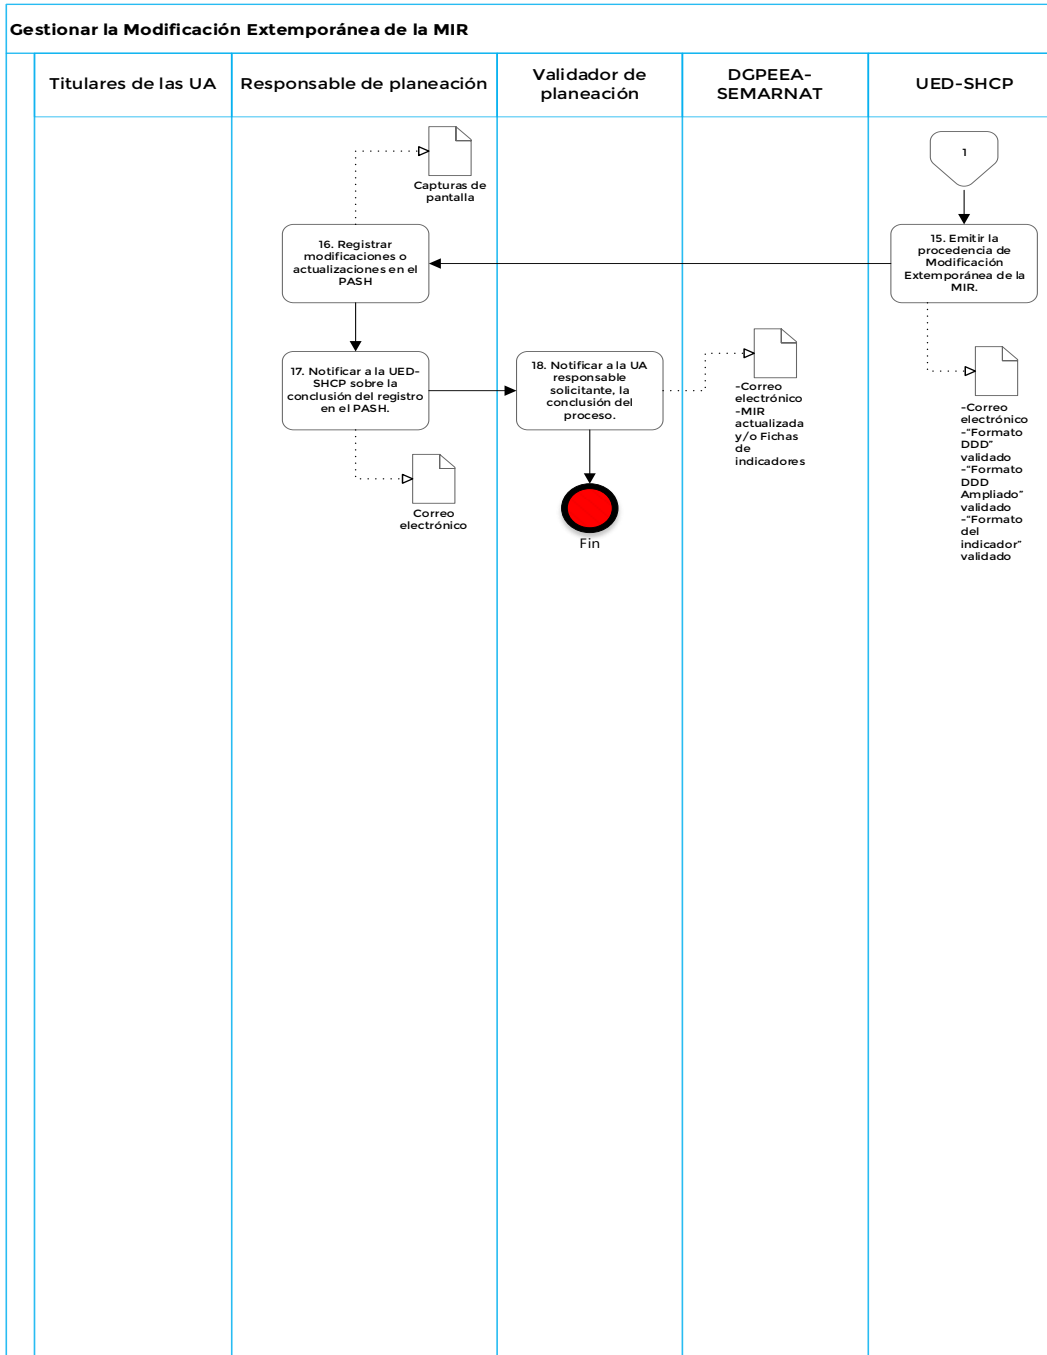 Gestionar la Modificación Extemporánea de la MIR
Titulares de las UA
Responsable de planeación
Validador de
planeación
DGPEEA-
SEMARNAT
UED-SHCP
1
15. Emitir la
procedencia de
Modificación
Extemporánea de la
MIR.
-Correo
electrónico
-"Formato
DDD"
validado
-"Formato
DDD
Ampliado"
validado
-"Formato
del
indicador"
validado
Capturas de
pantalla
16. Registrar
modificaciones o
actualizaciones en el
PASH
17. Notificar a la UED-
SHCP sobre la
conclusión del registro
en el PASH.
Correo
electrónico
18. Notificar a la UA
responsable
solicitante, la
conclusión del
proceso.
-Correo
electrónico
-MIR
actualizada
y/o Fichas
de
indicadores
Fin